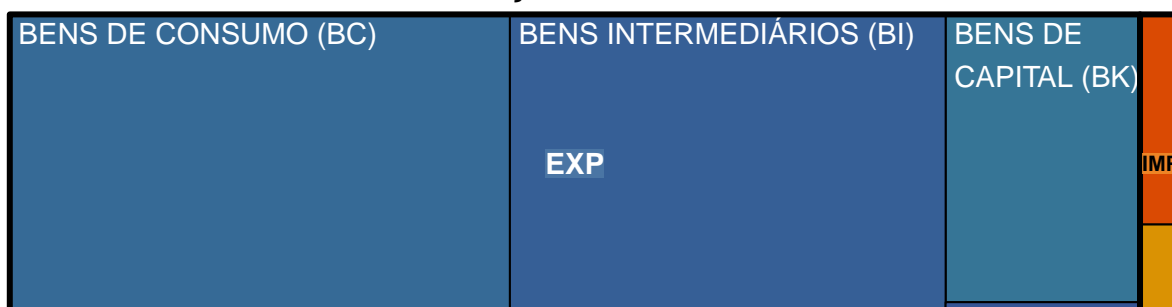 BENS DE CONSUMO (BC)
BENS INTERMEDIÁRIOS (BI)
BENS DE
CAPITAL (BK)
EXP